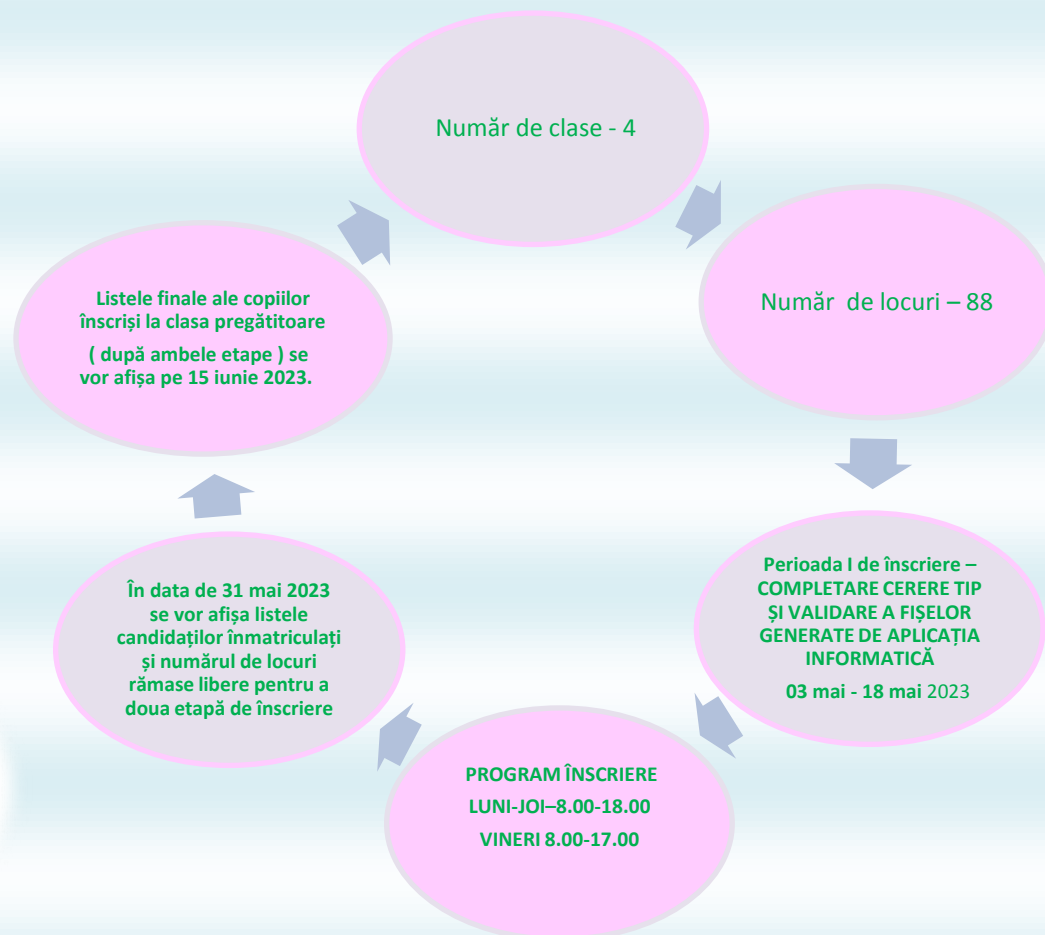 Număr de clase - 4
Număr de locuri – 88
Perioada I de înscriere –
COMPLETARE CERERE TIP
ȘI VALIDARE A FIȘELOR
GENERATE DE APLICAȚIA
INFORMATICĂ
03 mai - 18 mai 2023
PROGRAM ÎNSCRIERE
LUNI-JOI–8.00-18.00
VINERI 8.00-17.00
În data de 31 mai 2023
se vor afișa listele
candidaților înmatriculați
și numărul de locuri
rămase libere pentru a
doua etapă de înscriere
Listele finale ale copiilor
înscriși la clasa pregătitoare
( după ambele etape ) se
vor afișa pe 15 iunie 2023.